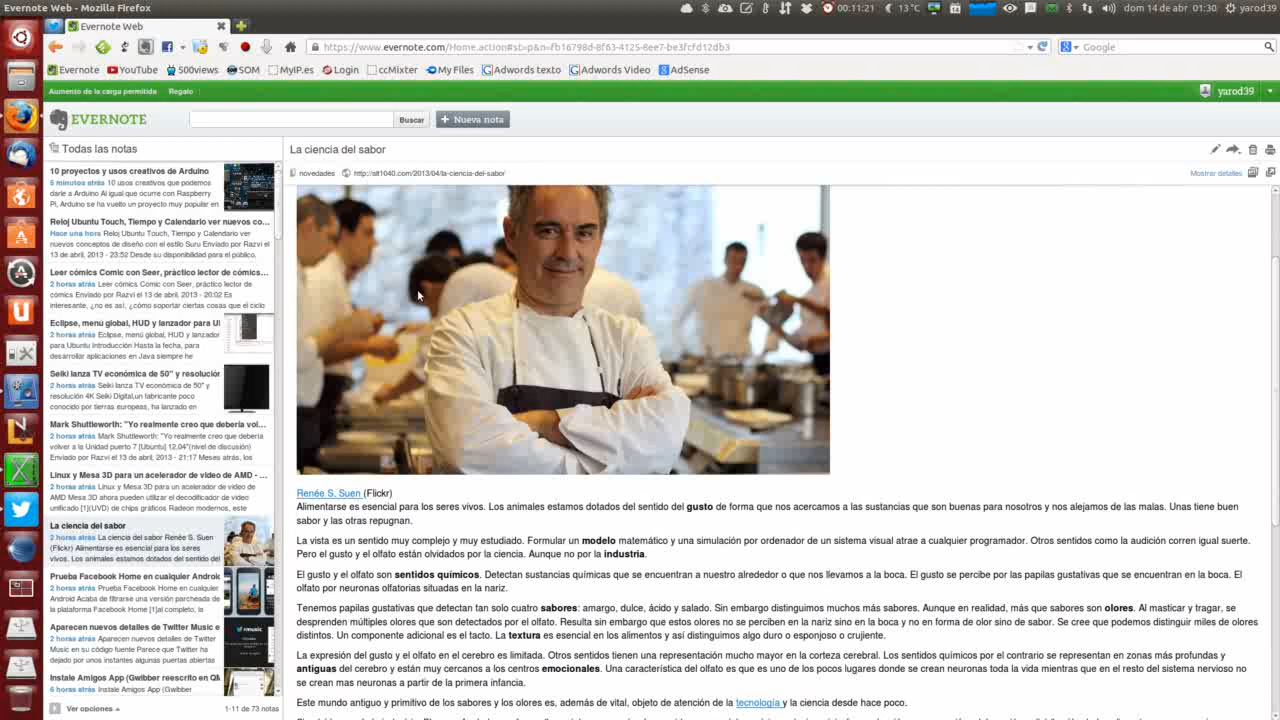 Evernote Web - Mozilla Firefox
00:11:21
13°C
dom 14 de abr 01:30
yarod39
Evernote Web
https://www.evernote.com/Home.action#sb=p&n=fb16798d-8f63-4125-8ee7-be3fcfd12db3
Google
Evernote
YouTube
500views
SOM
MyIP.es
Login
ccMixter
My Files
Adwords texto
Adwords Video
AdSense
Aumento de la carga permitida
Regalo
yarod39
EVERNOTE
Buscar
+ Nueva nota
Todas las notas
10 proyectos y usos creativos de Arduino
6 minutos atrás 10 usos creativos que podemos
darle a Arduino Al igual que ocurre con Raspberry
Pi, Arduino se ha vuelto un proyecto muy popular en
Reloj Ubuntu Touch, Tiempo y Calendario ver nuevos co...
Hace una hora Reloj Ubuntu Touch, Tiempo y Calendario ver
nuevos conceptos de diseño con el estilo Suru Enviado por Razvi el
13 de abril, 2013 - 23:52 Desde su disponibilidad para el público,
Leer cómics Comic con Seer, práctico lector de cómics...
2 horas atrás Leer cómics Comic con Seer, práctico lector de
cómics Enviado por Razvi el 13 de abril, 2013 - 20:02 Es
interesante, ¿no es así, ¿cómo soportar ciertas cosas que el ciclo
Eclipse, menú global, HUD y lanzador para U
2 horas atrás Eclipse, menú global, HUD y lanzador
para Ubuntu Introducción Hasta la fecha, para
desarrollar aplicaciones en Java siempre he
Seiki lanza TV económica de 50" y resolución
2 horas atrás Seiki lanza TV económica de 50" y
resolución 4K Seiki Digital,un fabricante poco
conocido por tierras europeas, ha lanzado en
Mark Shuttleworth: "Yo realmente creo que debería vol...
2 horas atrás Mark Shuttleworth: "Yo realmente creo que debería
volver a la Unidad puerto 7 [Ubuntu] 12,04"(nivel de discusión)
Enviado por Razvi el 13 de abril, 2013 - 21:17 Meses atrás, los
Linux y Mesa 3D para un acelerador de video de AMD - ...
2 horas atrás Linux y Mesa 3D para un acelerador de video de
AMD Mesa 3D ahora pueden utilizar el decodificador de video
unificado [1](UVD) de chips gráficos Radeon modernos, este
La ciencia del sabor
2 horas atrás La ciencia del sabor Renée S. Suen
(Flickr) Alimentarse es esencial para los seres
vivos. Los animales estamos dotados del sentido del
Prueba Facebook Home en cualquier Androic
2 horas atrás Prueba Facebook Home en cualquier
Android Acaba de filtrarse una versión parcheada de
la plataforma Facebook Home [1]al completo, la
Aparecen nuevos detalles de Twitter Music e
2 horas atrás Aparecen nuevos detalles de Twitter
Music en su código fuente Parece que Twitter ha
dejado por unos instantes algunas puertas abiertas
#music
Instale Amigos App (Gwibber reescrito en QM
6 horas atrás Instale Amigos App (Gwibber
Ver opciones
1-11 de 73 notas
La ciencia del sabor
novedades
http://alt1040.com/2013/04/la-ciencia-del-sabor
Mostrar detalles
Renée S. Suen (Flickr)
Alimentarse es esencial para los seres vivos. Los animales estamos dotados del sentido del gusto de forma que nos acercamos a las sustancias que son buenas para nosotros y nos alejamos de las malas. Unas tiene buen
sabor y las otras repugnan.
La vista es un sentido muy complejo y muy estudiado. Formular un modelo matemático y una simulación por ordenador de un sistema visual atrae a cualquier programador. Otros sentidos como la audición corren igual suerte.
Pero el gusto y el olfato están olvidados por la ciencia. Aunque no por la industria.
El gusto y el olfato son sentidos químicos. Detectan sustancias químicas que se encuentran a nuestro alrededor o que nos llevamos a la boca. El gusto se percibe por las papilas gustativas que se encuentran en la boca. El
olfato por neuronas olfatorias situadas en la nariz.
Tenemos papilas gustativas que detectan tan solo cuatro sabores: amargo, dulce, ácido y salado. Sin embargo distinguimos muchos más sabores. Aunque en realidad, más que sabores son olores. Al masticar y tragar, se
desprenden múltiples olores que son detectados por el olfato. Resulta sin embargo que estos olores no se perciben en la nariz sino en la boca y no en forma de olor sino de sabor. Se cree que podemos distinguir miles de olores
distintos. Un componente adicional es el tacto. La textura es esencial en los alimentos y así distinguimos algo duro o esponjoso o crujiente.
La expresión del gusto y el olfato en el cerebro es limitada. Otros sentidos tienen una representación mucho mayor en la corteza cerebral. Los sentidos químicos por el contrario se representan en zonas más profundas y
antiguas del cerebro y están muy cercanos a los centros emocionales. Una característica del olfato es que es uno de los pocos lugares donde se crean neuronas toda la vida mientras que en el resto del sistema nervioso no
se crean mas neuronas a partir de la primera infancia.
Este mundo antiguo y primitivo de los sabores y los olores es, además de vital, objeto de atención de la tecnología y la ciencia desde hace poco.